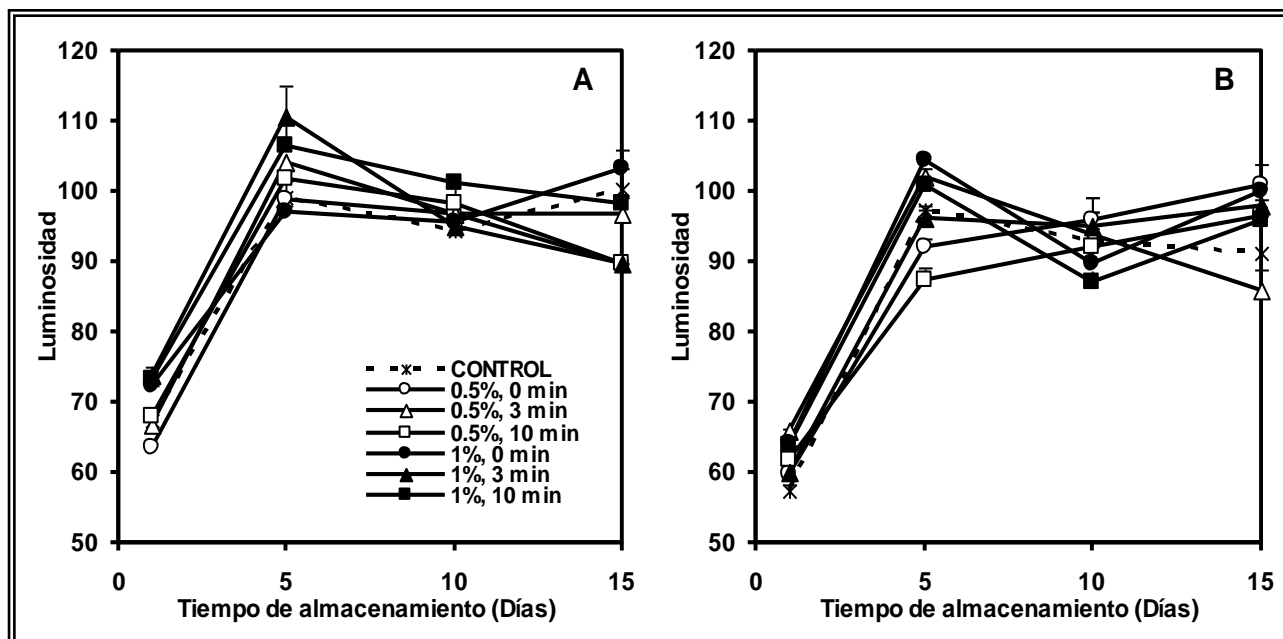 A
Luminosidad
120
110
100
90
80
70
60
50
0
5
10
15
Tiempo de almacenamiento (Días)
CONTROL
0.5%, 0 min
0.5%, 3 min
0.5%, 10 min
1%, 0 min
1%, 3 min
1%, 10 min
B
Luminosidad
120
110
100
90
80
70
60
50
0
5
10
15
Tiempo de almacenamiento (Días)